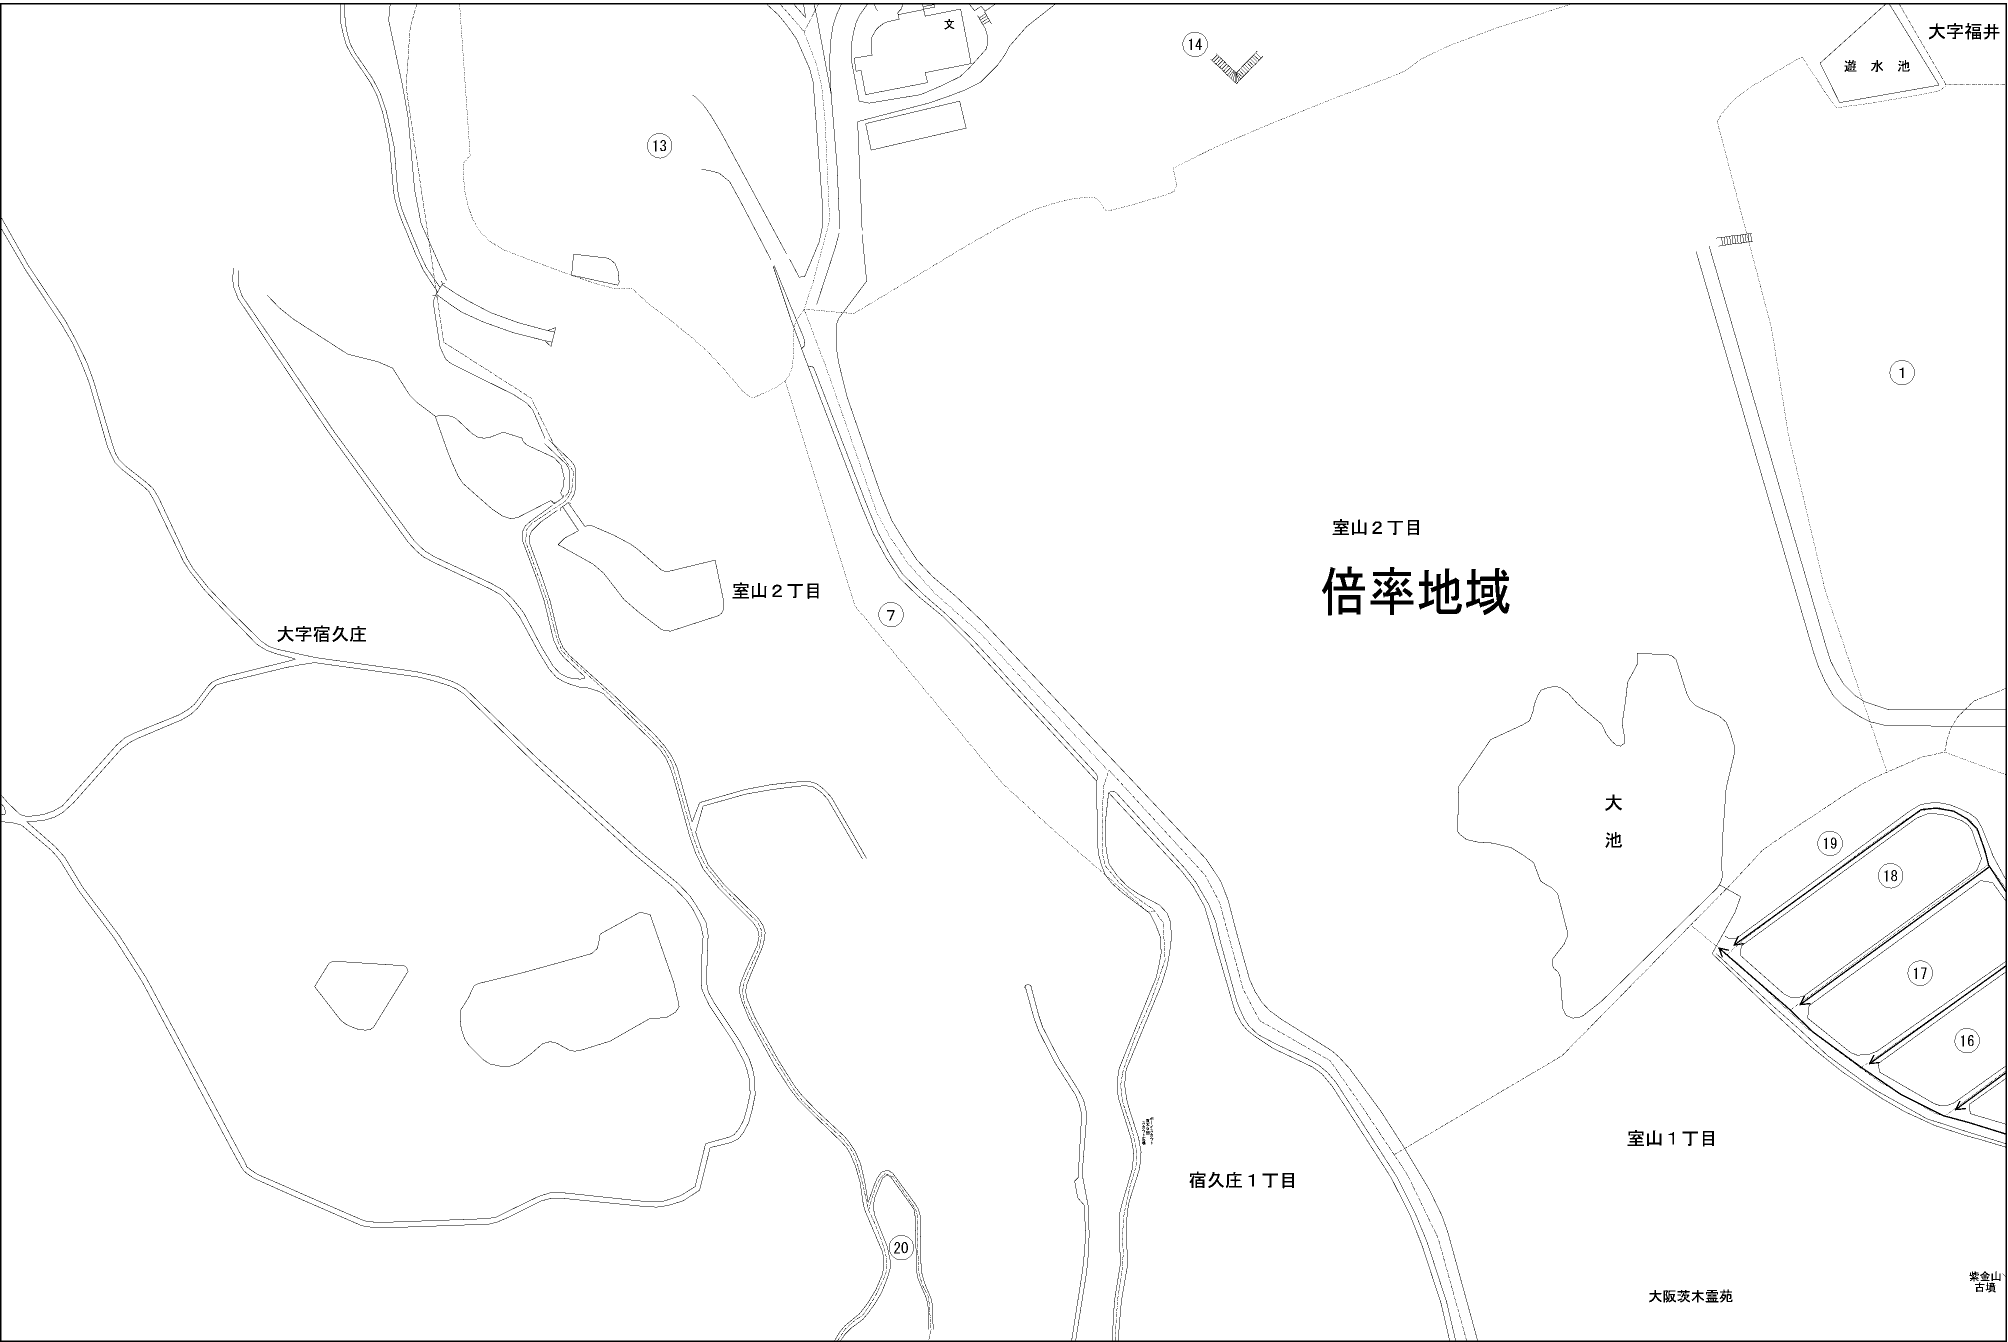 文
14
大字福井
遊水池
13
1
室山２丁目
倍率地域
室山２丁目
7
大字宿久庄
大池
19
18
17
16
室山１丁目
宿久庄１丁目
20
紫金山
古墳
大阪茨木霊苑